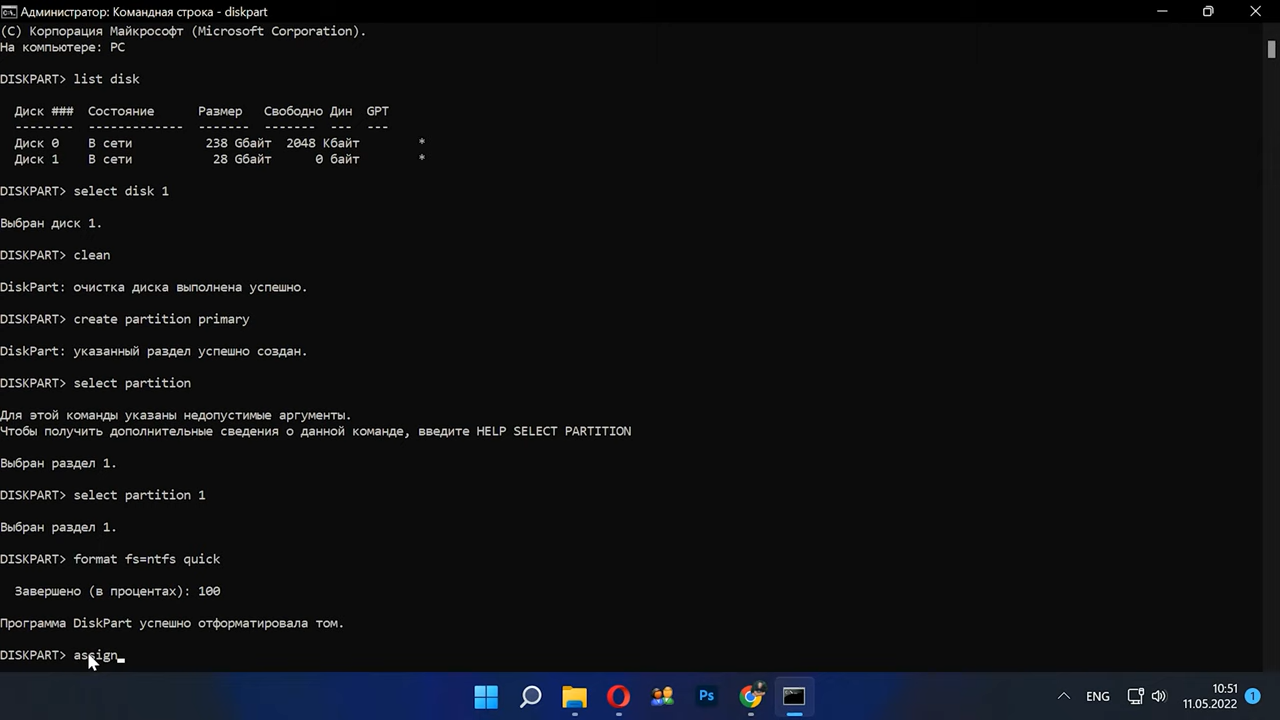 Администратор: Командная строка - diskpart
(C) Корпорация Майкрософт (Microsoft Corporation).
На компьютере: PC
DISKPART> list disk
Диск ### Состояние Размер Свободно Дин GPT
-------- ------------- ------- ------- --- ---
Диск 0 В сети 238 Gбайт 2048 Kбайт *
Диск 1 В сети 28 Gбайт 0 байт *
DISKPART> select disk 1
Выбран диск 1.
DISKPART> clean
DiskPart: очистка диска выполнена успешно.
DISKPART> create partition primary
DiskPart: указанный раздел успешно создан.
DISKPART> select partition
Для этой команды указаны недопустимые аргументы.
Чтобы получить дополнительные сведения о данной команде, введите HELP SELECT PARTITION
Выбран раздел 1.
DISKPART> select partition 1
Выбран раздел 1.
DISKPART> format fs=ntfs quick
Завершено (в процентах): 100
Программа DiskPart успешно отформатировала том.
DISKPART> assign
Ps
ENG
10:51
11.05.2022
1